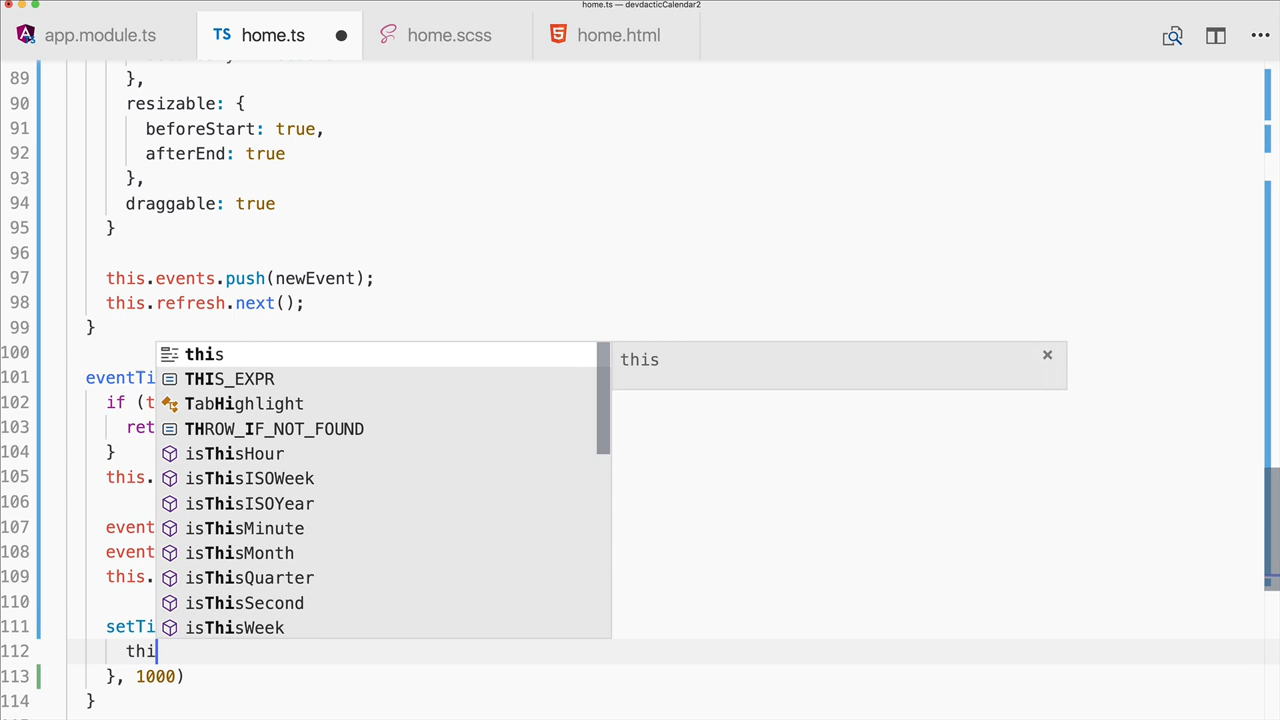 home.ts — devdacticCalendar2
app.module.ts
TS home.ts
home.scss
home.html
89 },
90 resizable: {
91 beforeStart: true,
92 afterEnd: true
93 },
94 draggable: true
95 }
96
97 this.events.push(newEvent);
98 this.refresh.next();
99 }
100
101 eventTi
102 if (t
103 ret
104 }
105 this.
106
107 event
108 event
109 this.
110
111 setTi
112 thi
113 }, 1000)
114 }
this
THIS_EXPR
TabHighlight
THROW_IF_NOT_FOUND
isThisHour
isThisISOWeek
isThisISOYear
isThisMinute
isThisMonth
isThisQuarter
isThisSecond
isThisWeek
this